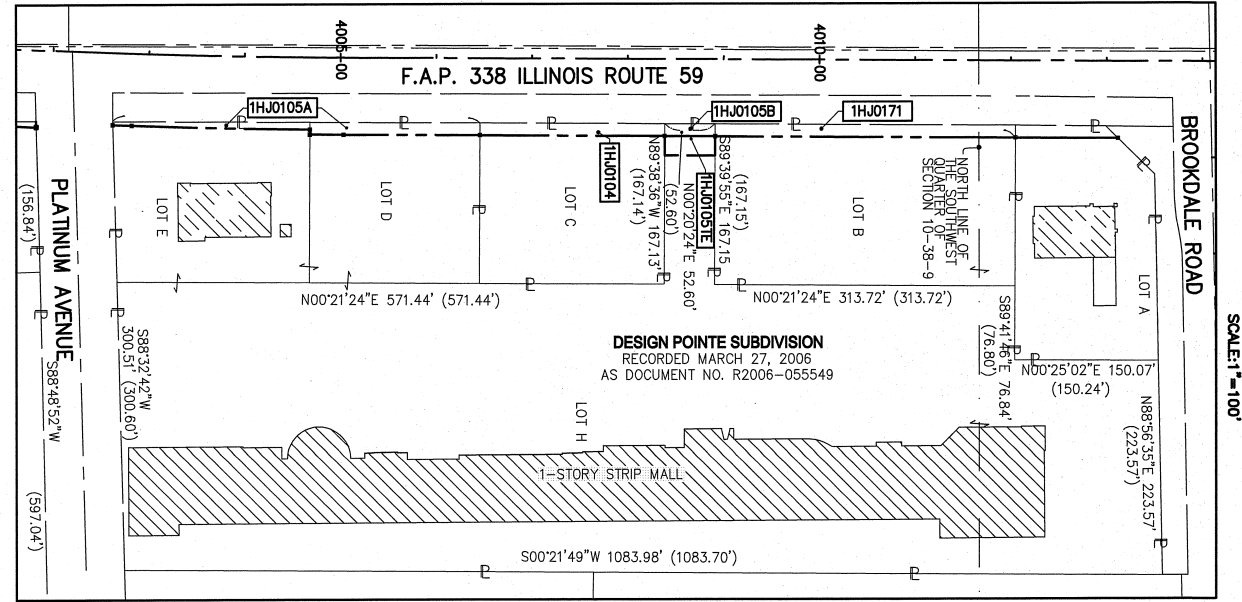 4005+00
4010+00
F.A.P. 338 ILLINOIS ROUTE 59
1HJ0105A
1HJ0105B
1HJ0171
1HJ0104
1HJ0105TE
BROOKDALE ROAD
SCALE:1"=100'
PLATINUM AVENUE
(156.84')
S88°48'52"W
(597.04')
LOT E
LOT D
LOT C
N89°38'36"W 167.13'
(167.14')
(52.60')
N00°20'24"E 52.60'
S89°39'55"E 167.15
(167.15')
LOT B
NORTH LINE OF
THE SOUTHWEST
QUARTER OF
SECTION 10-38-9
LOT A
N00°21'24"E 571.44' (571.44')
N00°21'24"E 313.72' (313.72')
S88°32'42"W
300.51' (300.60')
S89°41'46"E 76.84'
(76.80')
N00°25'02"E 150.07'
(150.24')
N88°56'35"E 223.57'
(223.57')
DESIGN POINTE SUBDIVISION
RECORDED MARCH 27, 2006
AS DOCUMENT NO. R2006-055549
LOT H
1-STORY STRIP MALL
S00°21'49"W 1083.98' (1083.70')